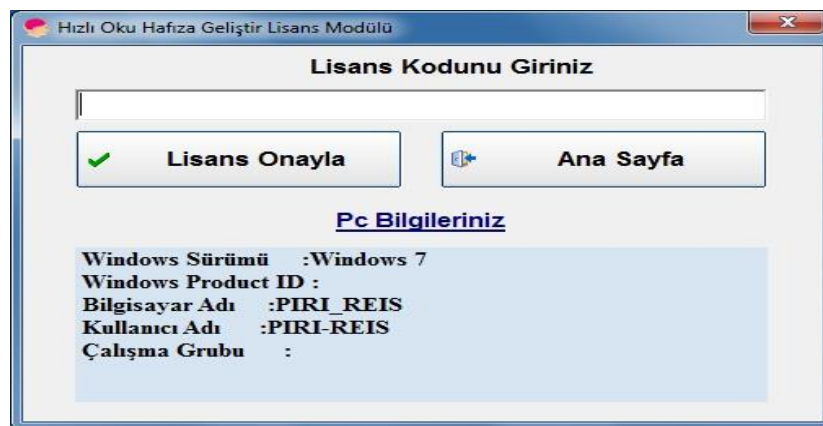 Hızlı Oku Hafıza Geliştir Lisans Modülü
Lisans Kodunu Giriniz
Lisans Onayla
Ana Sayfa
Pc Bilgileriniz
Windows Sürümü :Windows 7
Windows Product ID :
Bilgisayar Adı :PIRI_REIS
Kullanıcı Adı :PIRI-REIS
Çalışma Grubu :